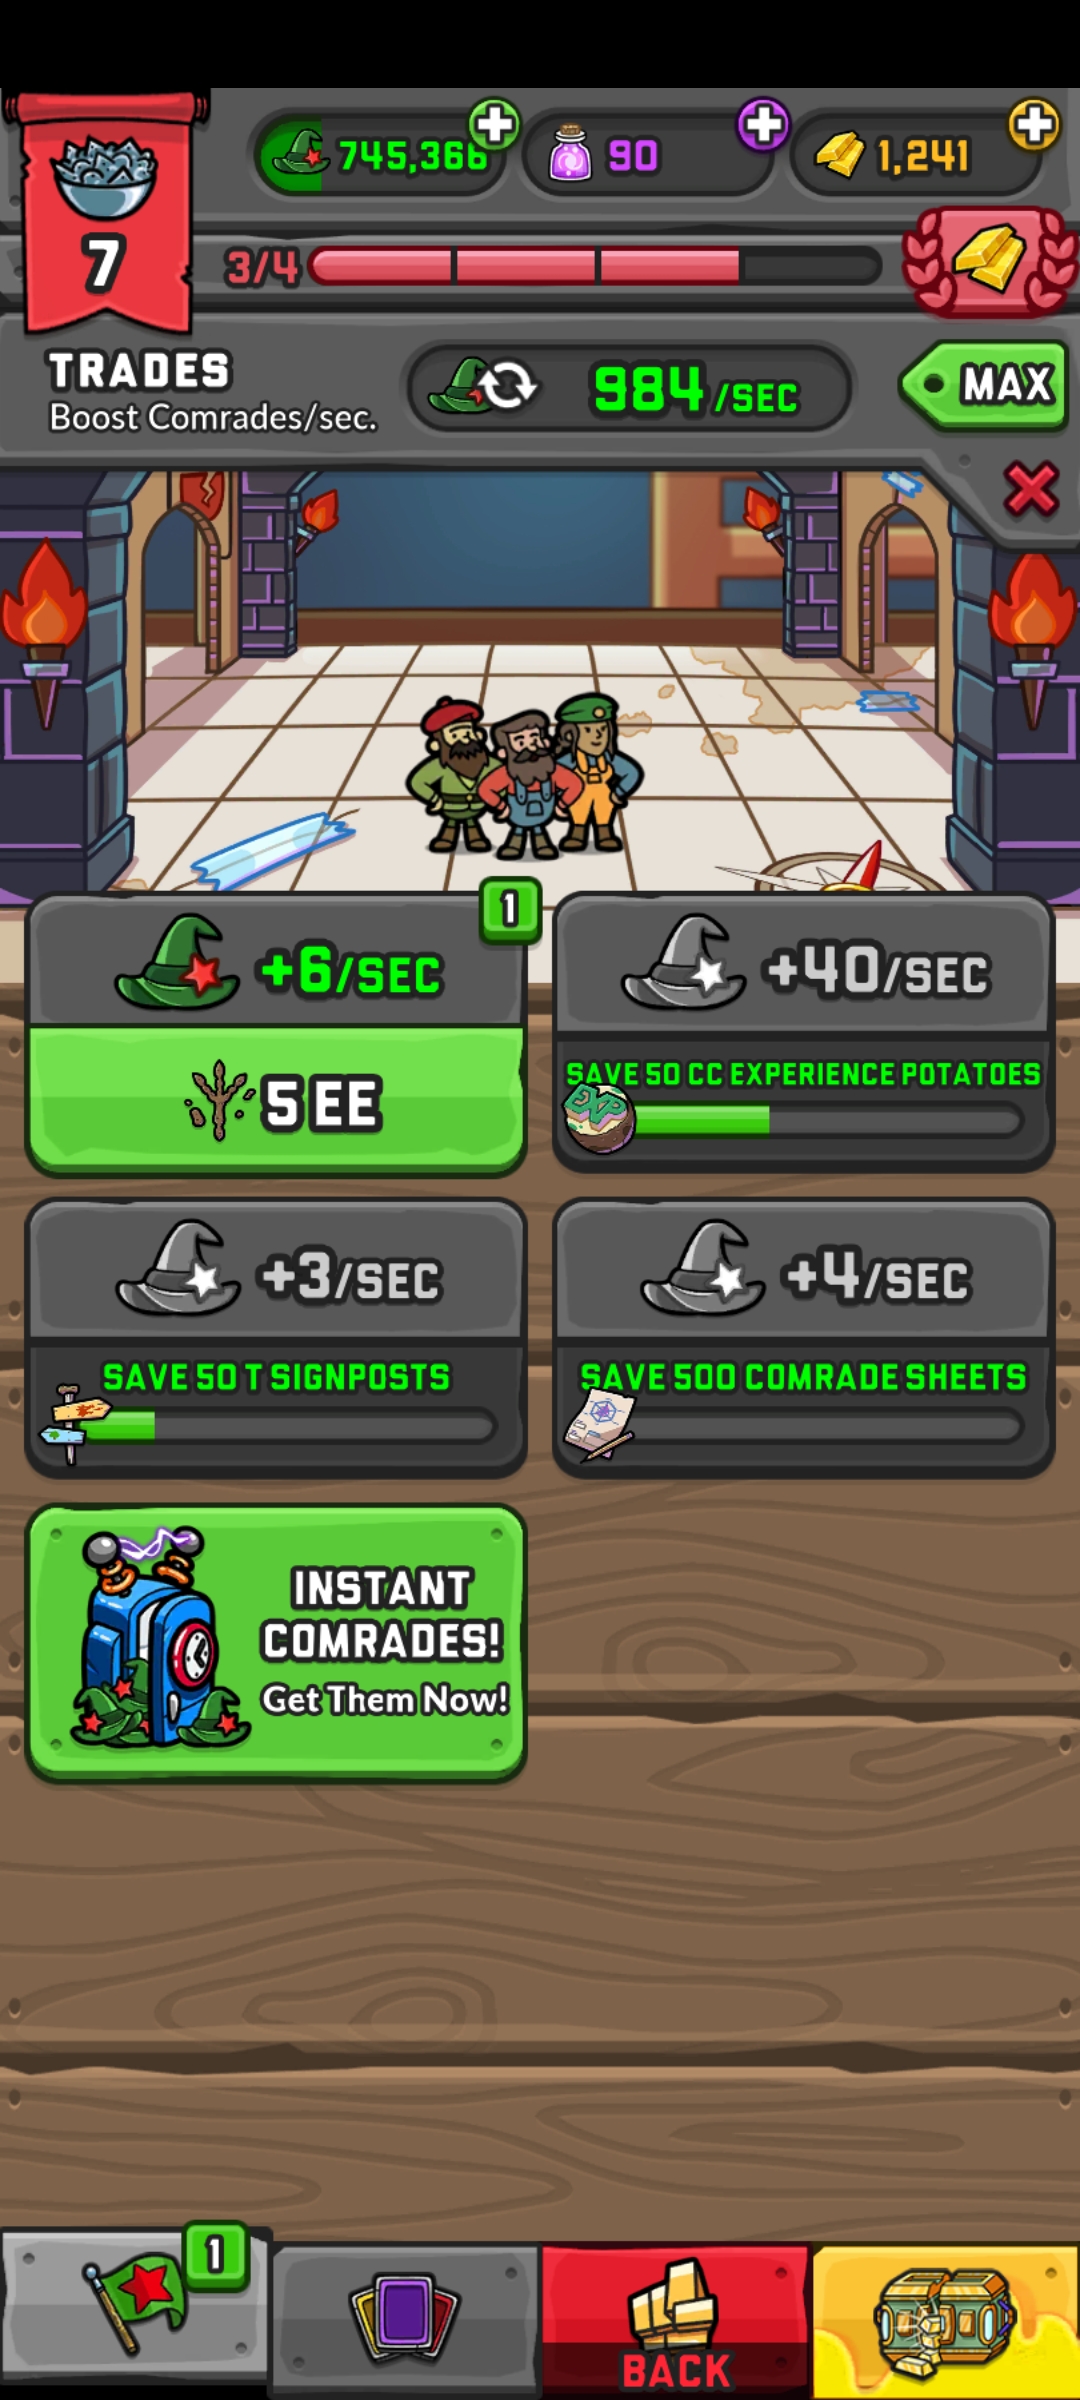 745,366
90
1,241
7
3/4
TRADES
Boost Comrades/sec.
984/SEC
MAX
1
+6/SEC
5 EE
+40/SEC
SAVE 50 CC EXPERIENCE POTATOES
EXP
+3/SEC
SAVE 50 T SIGNPOSTS
+4/SEC
SAVE 500 COMRADE SHEETS
INSTANT
COMRADES!
Get Them Now!
1
BACK